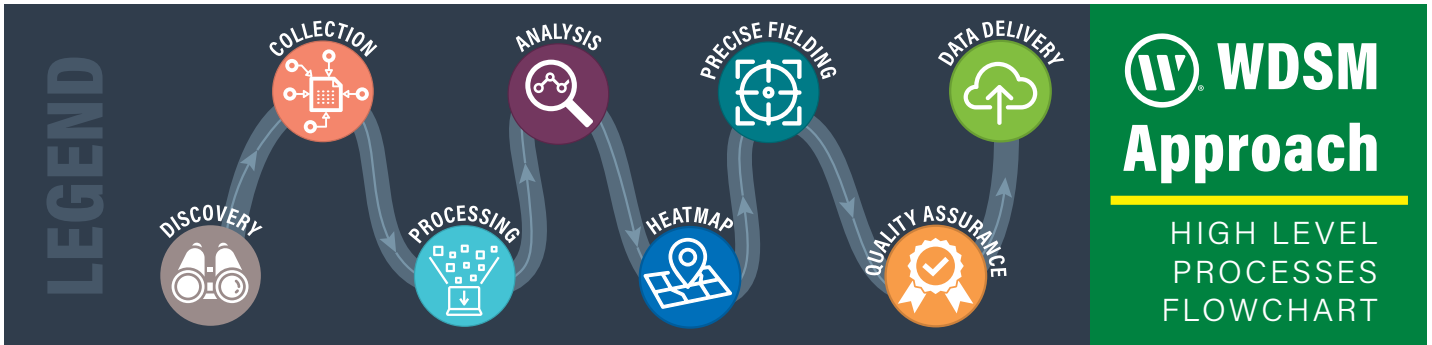 LEGEND
DISCOVERY
COLLECTION
PROCESSING
ANALYSIS
HEATMAP
PRECISE FIELDING
QUALITY ASSURANCE
DATA DELIVERY
W® WDSM
Approach
HIGH LEVEL
PROCESSES
FLOWCHART